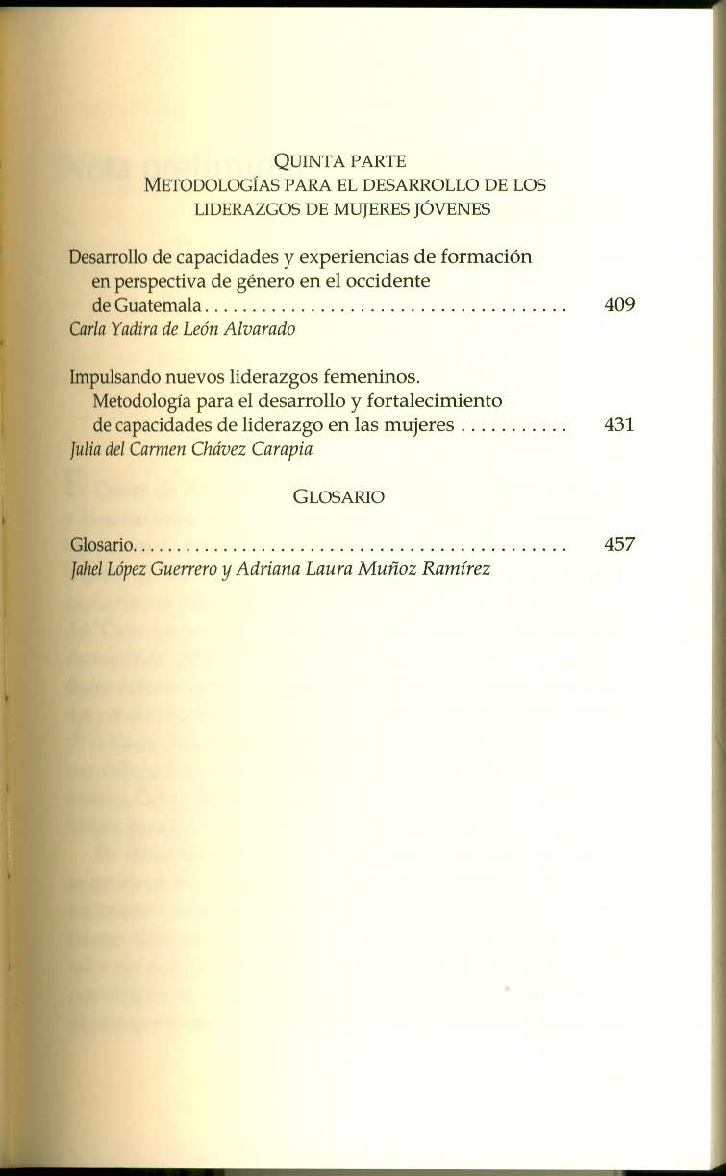 QUINTA PARTE
METODOLOGÍAS PARA EL DESARROLLO DE LOS
LIDERAZGOS DE MUJERES JÓVENES
Desarrollo de capacidades y experiencias de formación
en perspectiva de género en el occidente
de Guatemala . . . . . . . . . . . . . . . . . . . . . . . . . . . . . . . . . . . . . 409
Carla Yadira de León Alvarado
Impulsando nuevos liderazgos femeninos.
Metodología para el desarrollo y fortalecimiento
de capacidades de liderazgo en las mujeres . . . . . . . . . . . 431
Julia del Carmen Chávez Carapia
GLOSARIO
Glosario. . . . . . . . . . . . . . . . . . . . . . . . . . . . . . . . . . . . . . . . . . . . 457
Jahel López Guerrero y Adriana Laura Muñoz Ramírez